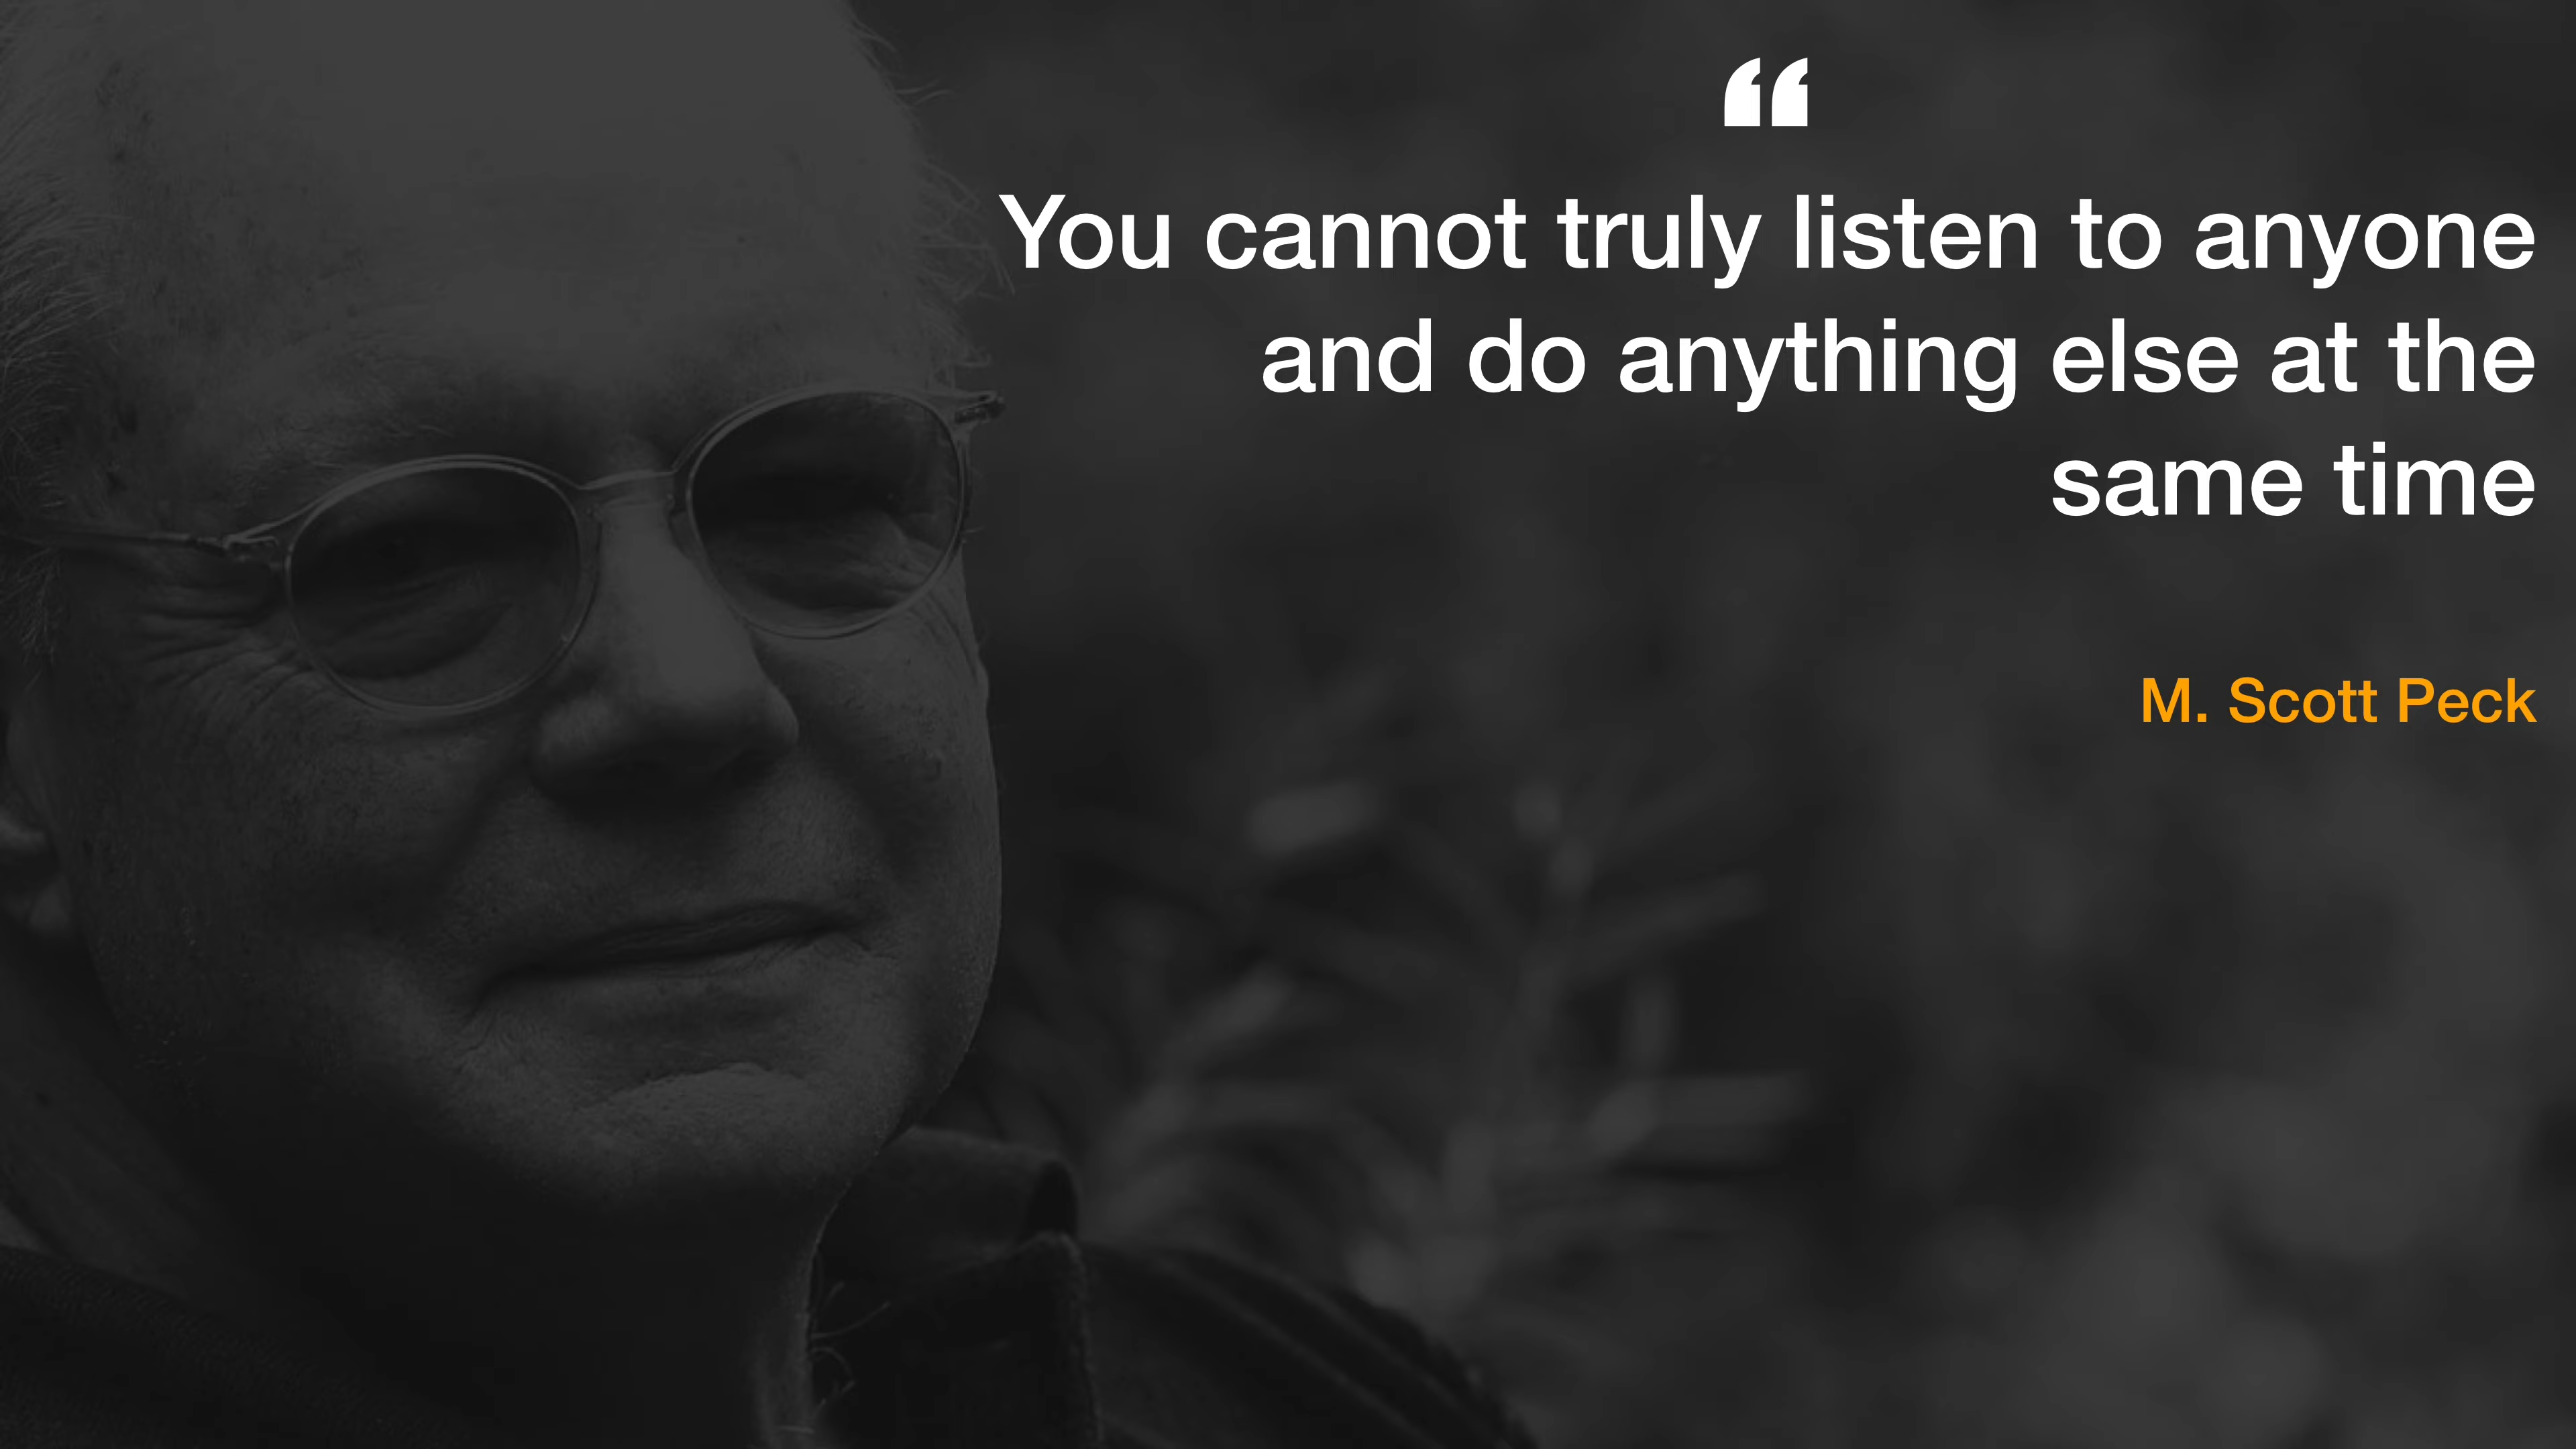 “
You cannot truly listen to anyone
and do anything else at the
same time
M. Scott Peck